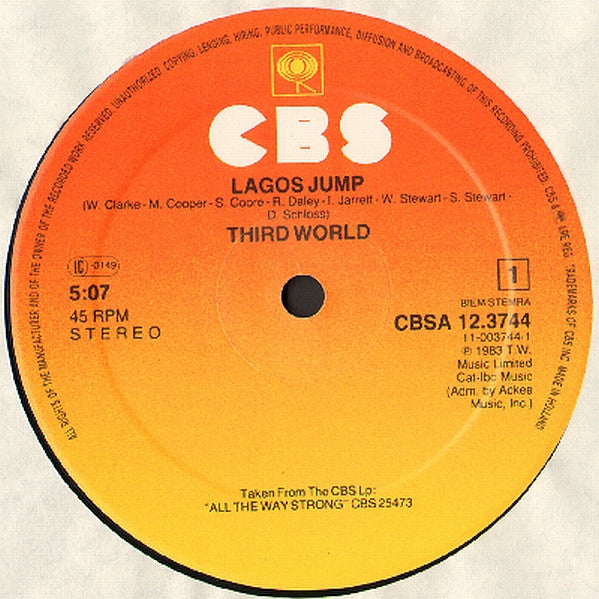 ALL RIGHTS OF THE MANUFACTURER AND OF THE OWNER OF THE RECORDED WORK RESERVED. UNAUTHORIZED COPYING, LENDING, HIRING, PUBLIC PERFORMANCE, DIFFUSION AND BROADCASTING OF THIS RECORDING PROHIBITED. CBS & ARE REG. TRADEMARKS OF CBS INC. MADE IN HOLLAND
CBS
LAGOS JUMP
(W. Clarke - M. Cooper - S. Coore - R. Daley - I. Jarrett - W. Stewart - S. Stewart -
D. Schloss)
THIRD WORLD
IC -0149
5:07
45 RPM
STEREO
1
BIEM STEMRA
CBSA 12.3744
11-003744-1
℗ 1983 T.W.
Music Limited
Cat-Ibo Music
(Adm. by Ackee
Music, Inc.)
Taken From The CBS Lp:
"ALL THE WAY STRONG" CBS 25473